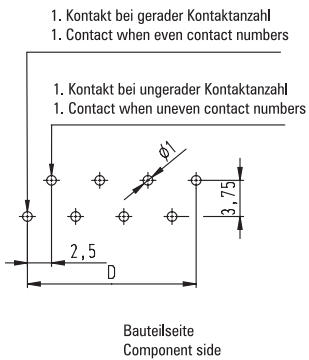 1. Kontakt bei gerader Kontaktanzahl
1. Contact when even contact numbers
1. Kontakt bei ungerader Kontaktanzahl
1. Contact when uneven contact numbers
ϕ1
3,75
2,5
D
Bauteilseite
Component side